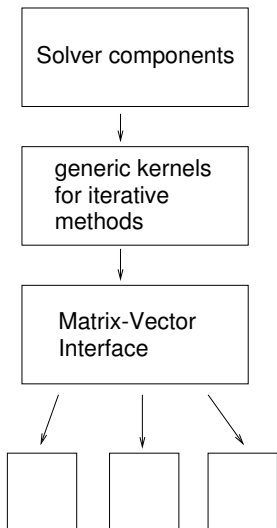 Solver components
generic kernels
for iterative
methods
Matrix-Vector
Interface